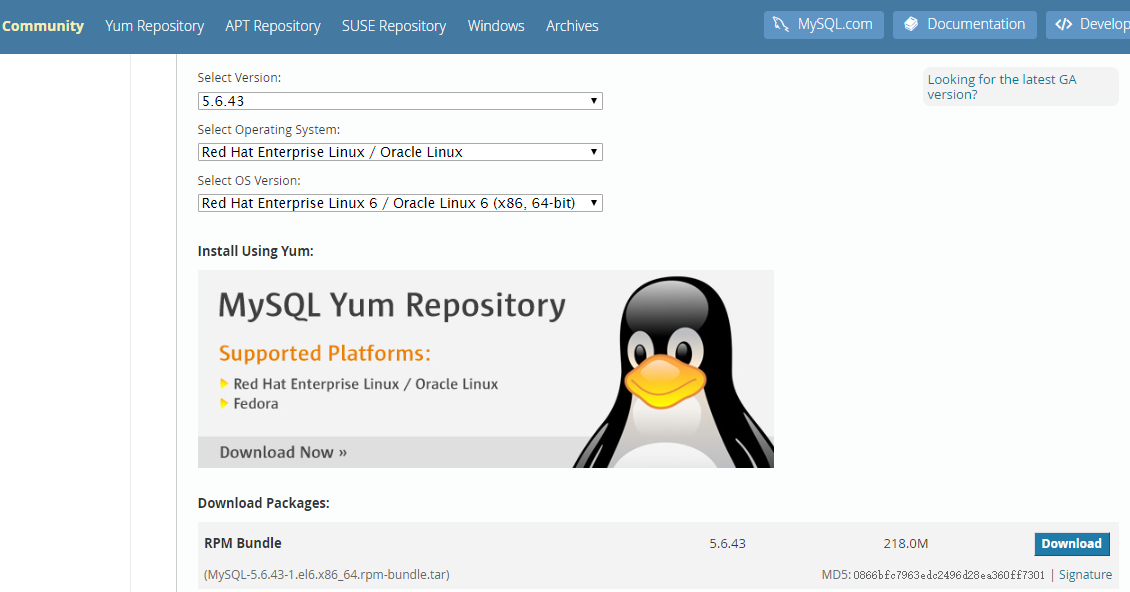 Community Yum Repository APT Repository SUSE Repository Windows Archives MySQL.com Documentation Develop
Select Version:
Looking for the latest GA
version?
5.6.43
Select Operating System:
Red Hat Enterprise Linux / Oracle Linux
Select OS Version:
Red Hat Enterprise Linux 6 / Oracle Linux 6 (x86, 64-bit)
Install Using Yum:
MySQL Yum Repository
Supported Platforms:
Red Hat Enterprise Linux / Oracle Linux
Fedora
Download Now »
Download Packages:
RPM Bundle 5.6.43 218.0M Download
(MySQL-5.6.43-1.el6.x86_64.rpm-bundle.tar) MD5: 0866bfc7963edc2496d28ea360ff7301 | Signature